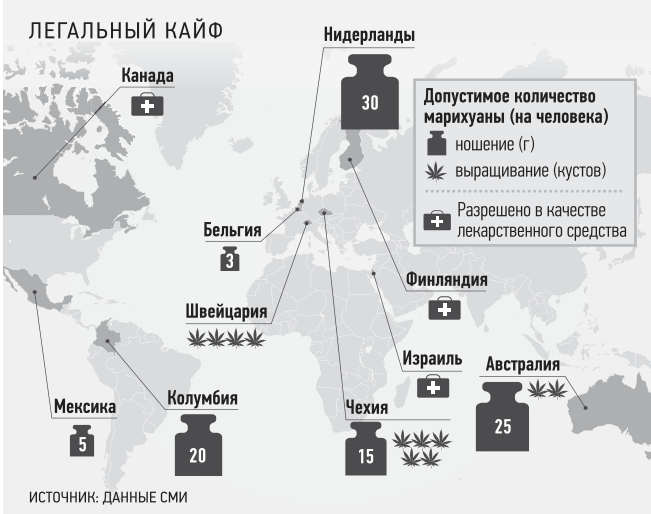 ЛЕГАЛЬНЫЙ КАЙФ
Нидерланды
30
Канада
Допустимое количество
марихуаны (на человека)
ношение (г)
выращивание (кустов)
Разрешено в качестве
лекарственного средства
Бельгия
3
Финляндия
Швейцария
Израиль
Австралия
25
Мексика
5
Колумбия
20
Чехия
15
ИСТОЧНИК: ДАННЫЕ СМИ